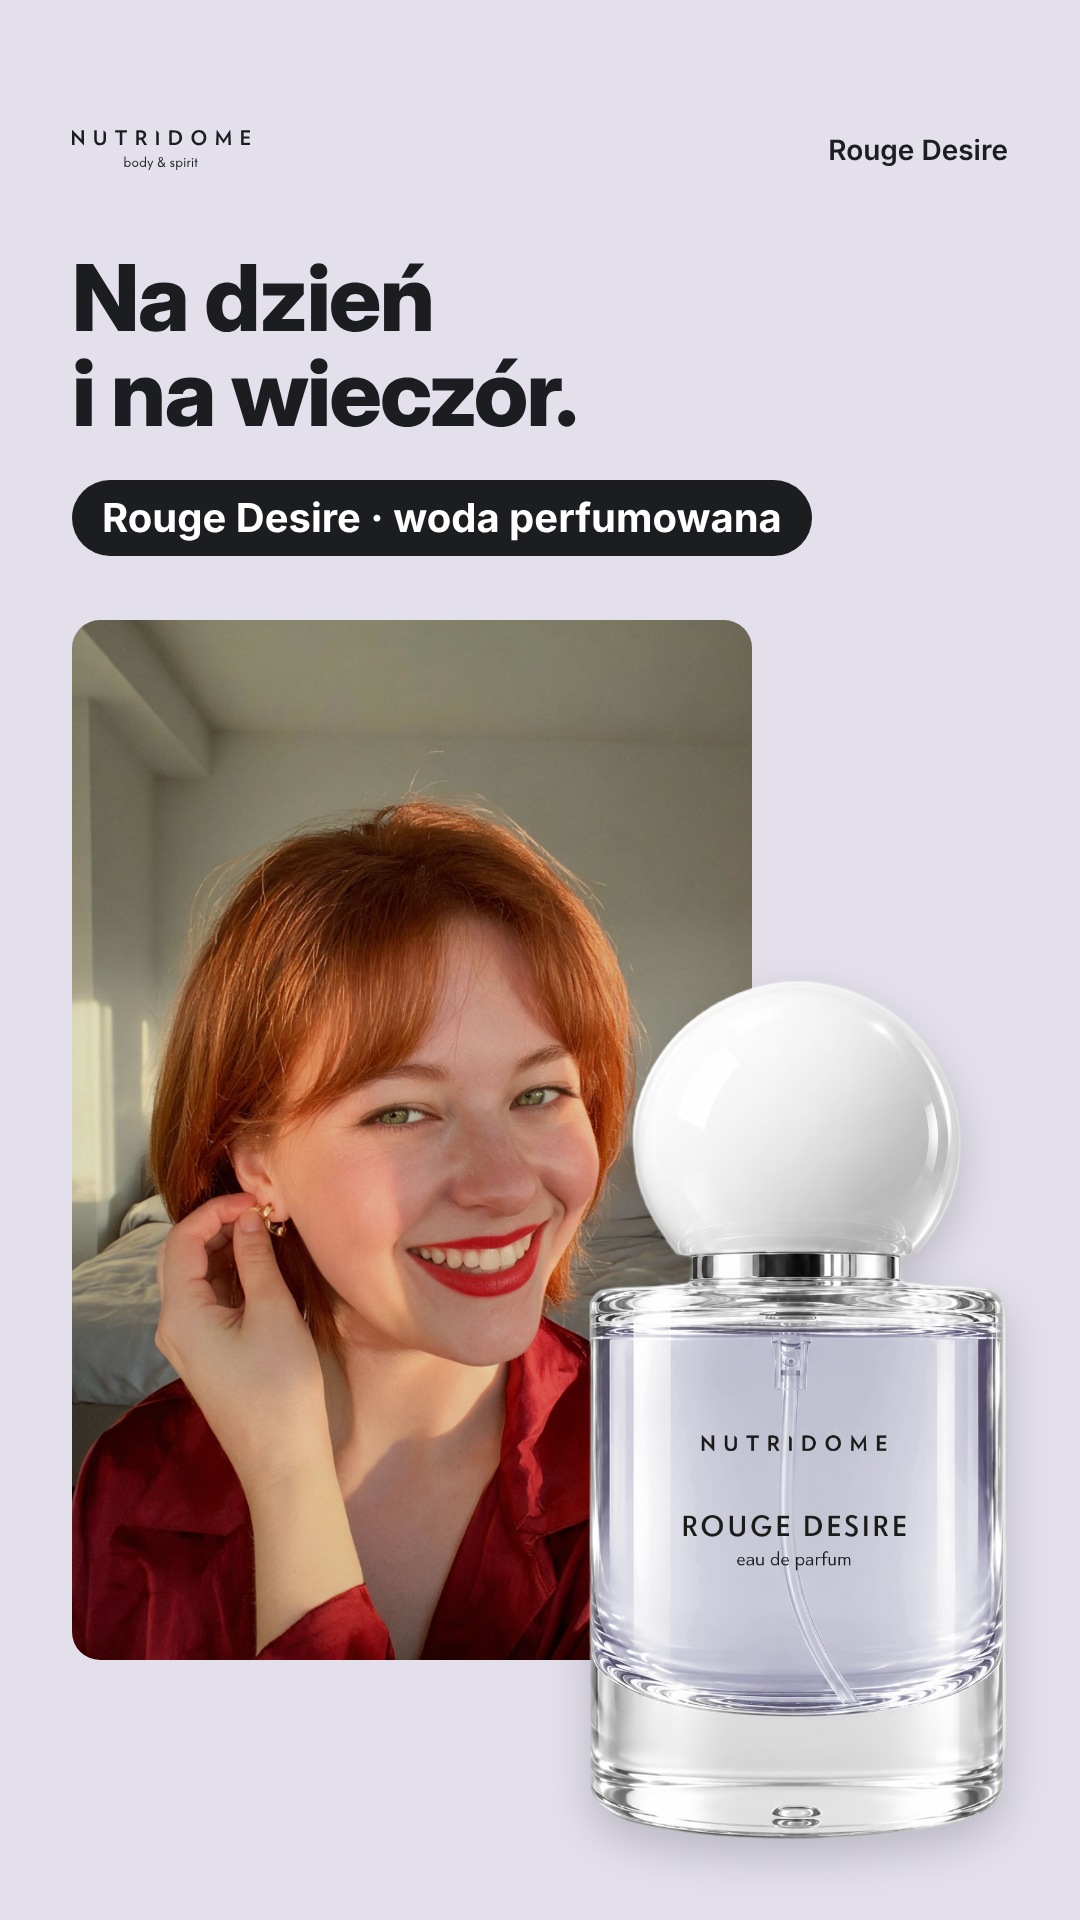 NUTRIDOME
body & spirit
Rouge Desire
Na dzień
i na wieczór.
Rouge Desire · woda perfumowana
NUTRIDOME
ROUGE DESIRE
eau de parfum